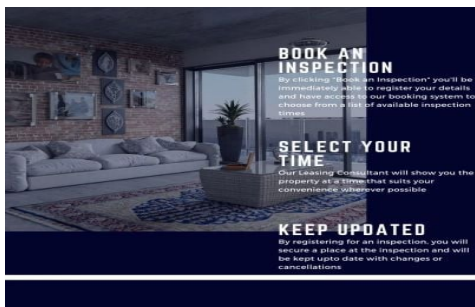 BOOK AN
INSPECTION
By clicking "Book an Inspection" you'll be
immediately able to register your details
and have access to our booking system to
choose from a list of available inspection
times
SELECT YOUR
TIME
Our Leasing Consultant will show you the
property at a time that suits your
convenience wherever possible
KEEP UPDATED
By registering for an inspection, you will
secure a place at the inspection and will
be kept upto date with changes or
cancellations